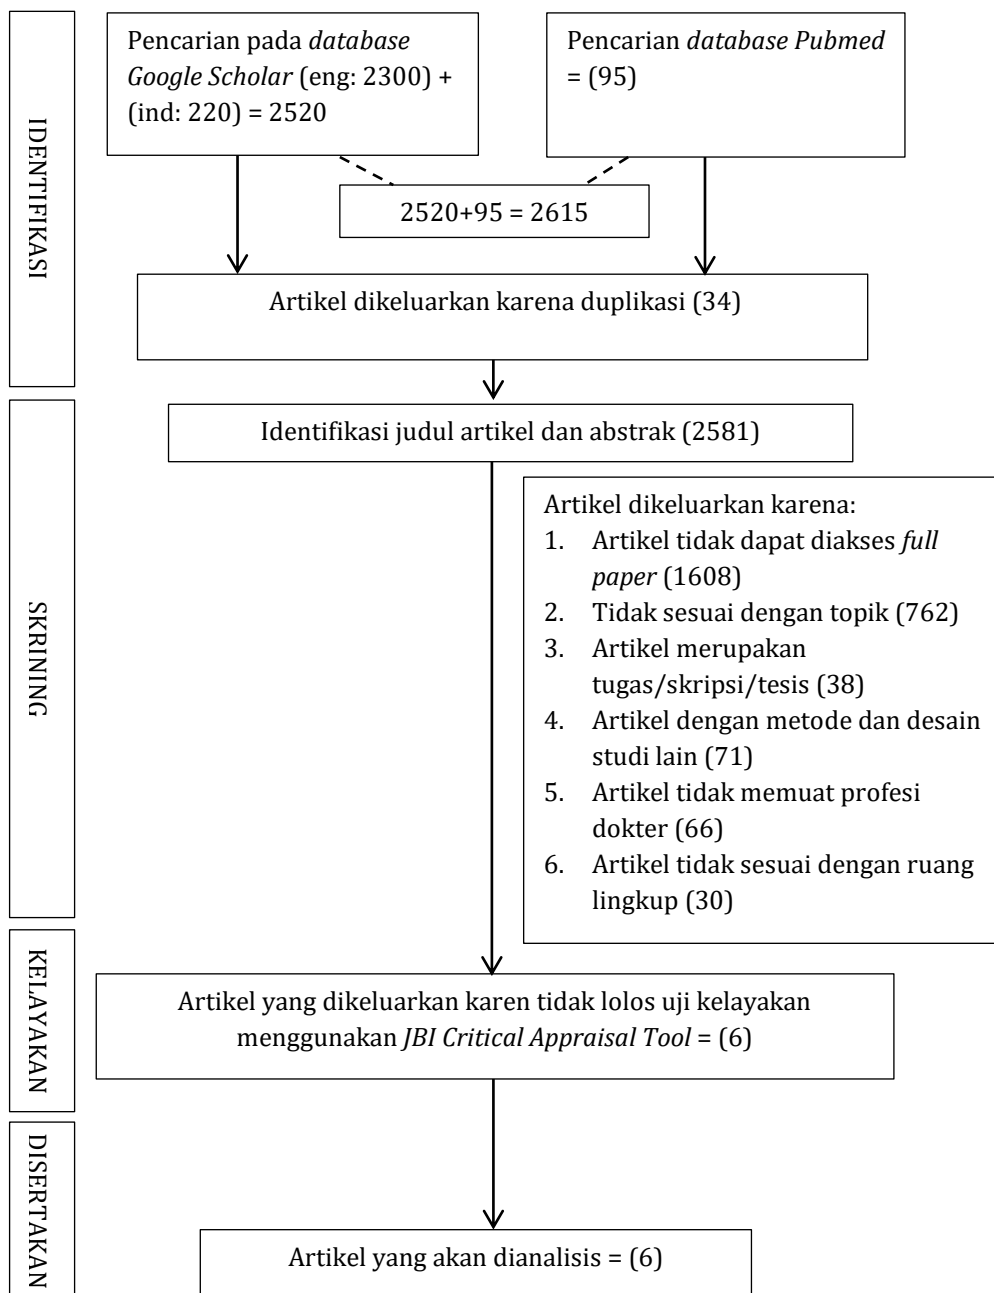 IDENTIFIKASI
Pencarian pada database
Google Scholar (eng: 2300) +
(ind: 220) = 2520
Pencarian database Pubmed
= (95)
2520+95 = 2615
Artikel dikeluarkan karena duplikasi (34)
SKRINING
Identifikasi judul artikel dan abstrak (2581)
Artikel dikeluarkan karena:
1. Artikel tidak dapat diakses full
paper (1608)
2. Tidak sesuai dengan topik (762)
3. Artikel merupakan
tugas/skripsi/tesis (38)
4. Artikel dengan metode dan desain
studi lain (71)
5. Artikel tidak memuat profesi
dokter (66)
6. Artikel tidak sesuai dengan ruang
lingkup (30)
KELAYAKAN
Artikel yang dikeluarkan karen tidak lolos uji kelayakan
menggunakan JBI Critical Appraisal Tool = (6)
DISERTAKAN
Artikel yang akan dianalisis = (6)